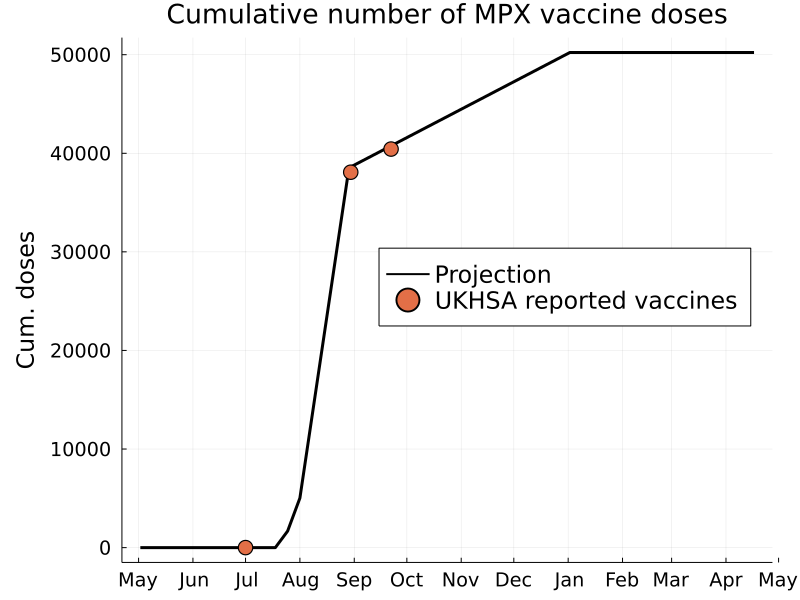 Cumulative number of MPX vaccine doses
50000
40000
30000
20000
10000
0
Cum. doses
Projection
UKHSA reported vaccines
May Jun Jul Aug Sep Oct Nov Dec Jan Feb Mar Apr May